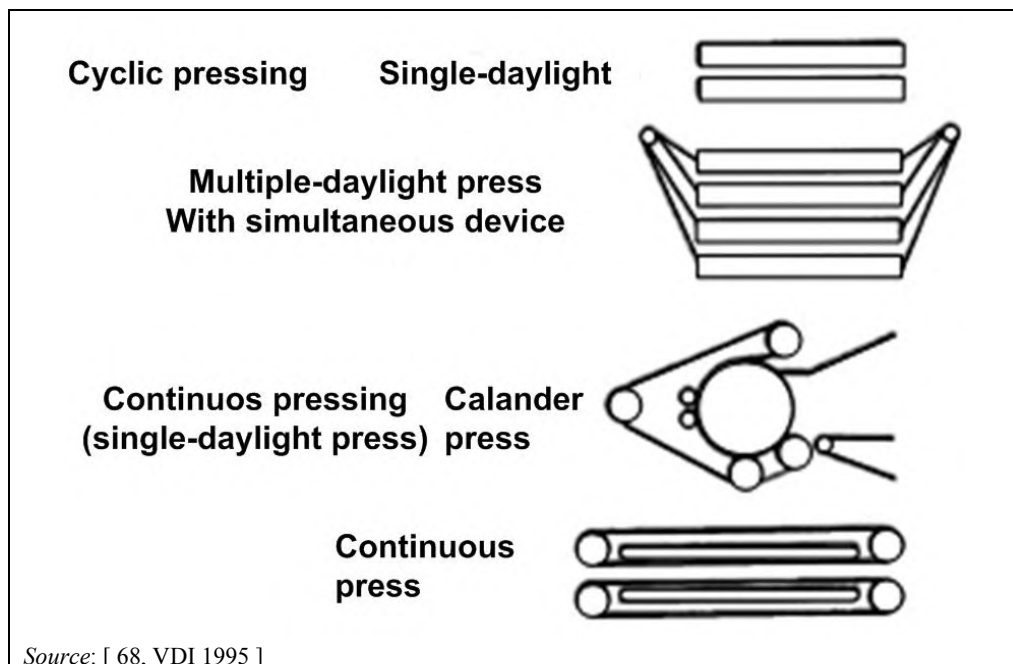 Cyclic pressing Single-daylight
Multiple-daylight press
With simultaneous device
Continuos pressing Calander
(single-daylight press) press
Continuous
press
Source: [ 68, VDI 1995 ]